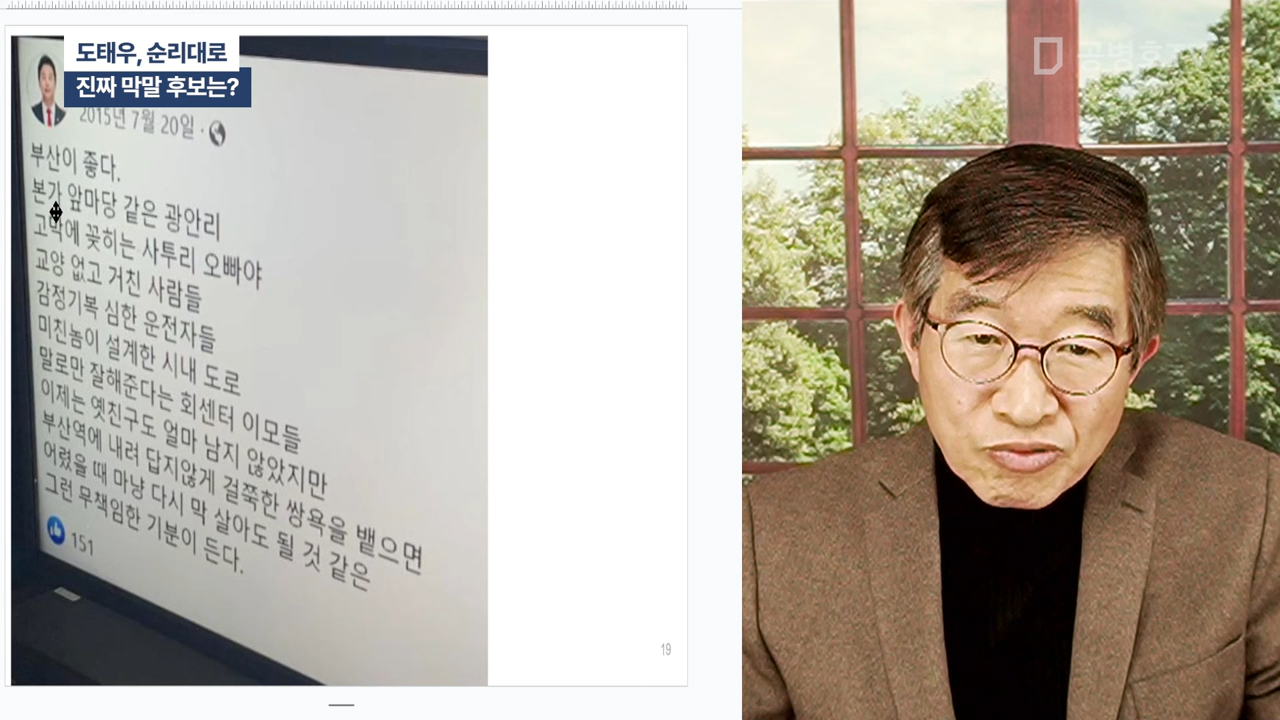 도태우, 순리대로
진짜 막말 후보는?
2015년 7월 20일 ·
부산이 좋다.
본가 앞마당 같은 광안리
고막에 꽂히는 사투리 오빠야
교양 없고 거친 사람들
감정기복 심한 운전자들
미친놈이 설계한 시내 도로
말로만 잘해준다는 회센터 이모들
이제는 옛친구도 얼마 남지 않았지만
부산역에 내려 답지않게 걸쭉한 쌍욕을 뱉으면
어렸을 때 마냥 다시 막 살아도 될 것 같은
그런 무책임한 기분이 든다.
151
19
공병호